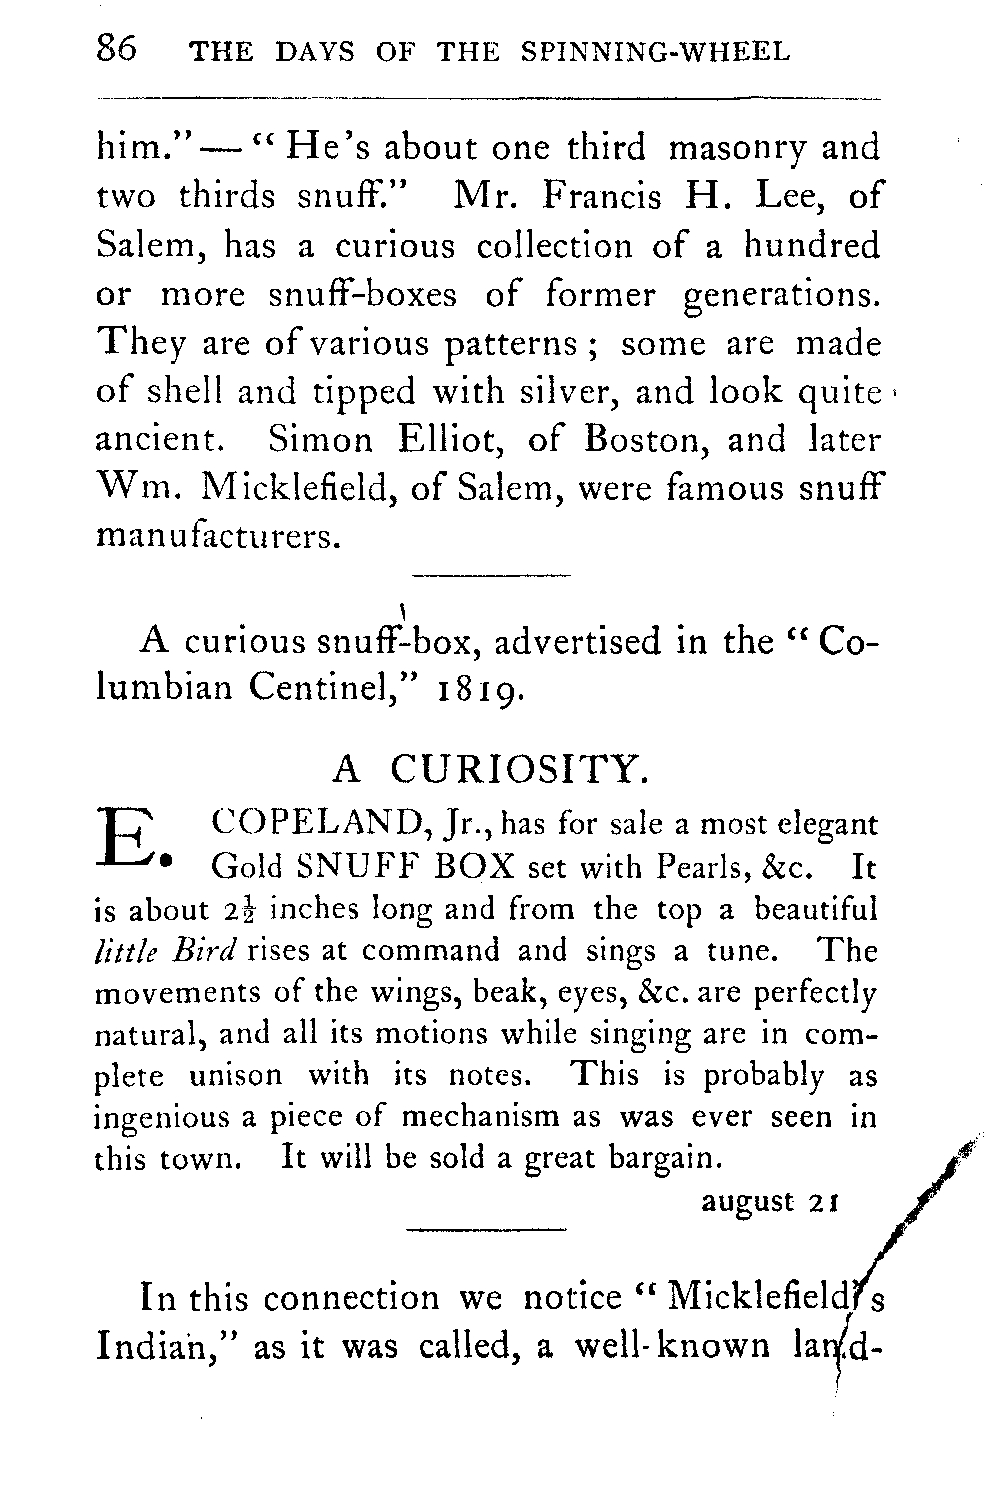 86 THE DAYS OF THE SPINNING-WHEEL
him."—" He's about one third masonry and
two thirds snuff." Mr. Francis H. Lee, of
Salem, has a curious collection of a hundred
or more snuff-boxes of former generations.
They are of various patterns ; some are made
of shell and tipped with silver, and look quite
ancient. Simon Elliot, of Boston, and later
Wm. Micklefield, of Salem, were famous snuff
manufacturers.
A curious snuff-box, advertised in the " Co-
lumbian Centinel," 1819.
A CURIOSITY.
E. COPELAND, Jr., has for sale a most elegant
Gold SNUFF BOX set with Pearls, &c. It
is about 2½ inches long and from the top a beautiful
little Bird rises at command and sings a tune. The
movements of the wings, beak, eyes, &c. are perfectly
natural, and all its motions while singing are in com-
plete unison with its notes. This is probably as
ingenious a piece of mechanism as was ever seen in
this town. It will be sold a great bargain.
august 21
In this connection we notice " Micklefield's
Indian," as it was called, a well-known land-